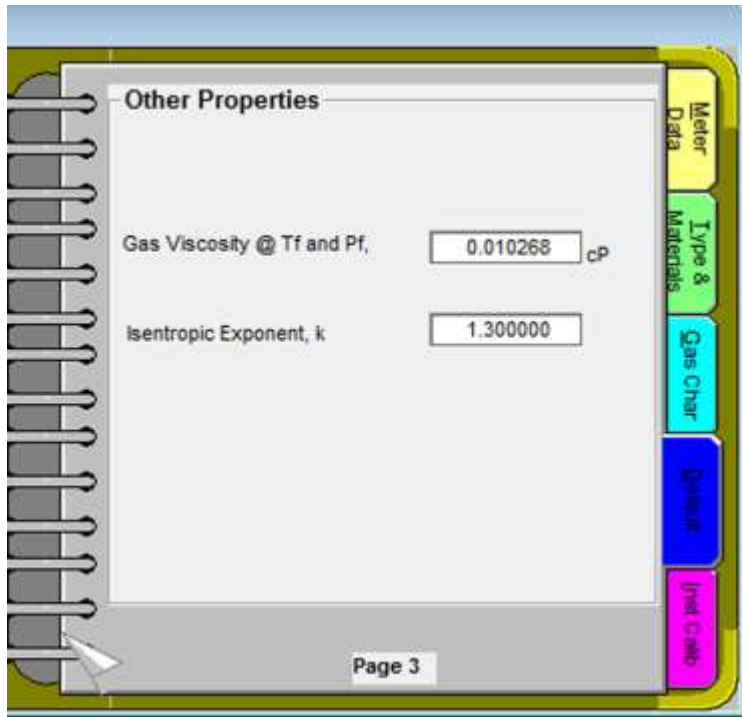 Other Properties
Gas Viscosity @ Tf and Pf,
0.010268
cP
Isentropic Exponent, k
1.300000
Page 3
Meter
Data
Type &
Materials
Gas Char
Default
Inst Calib